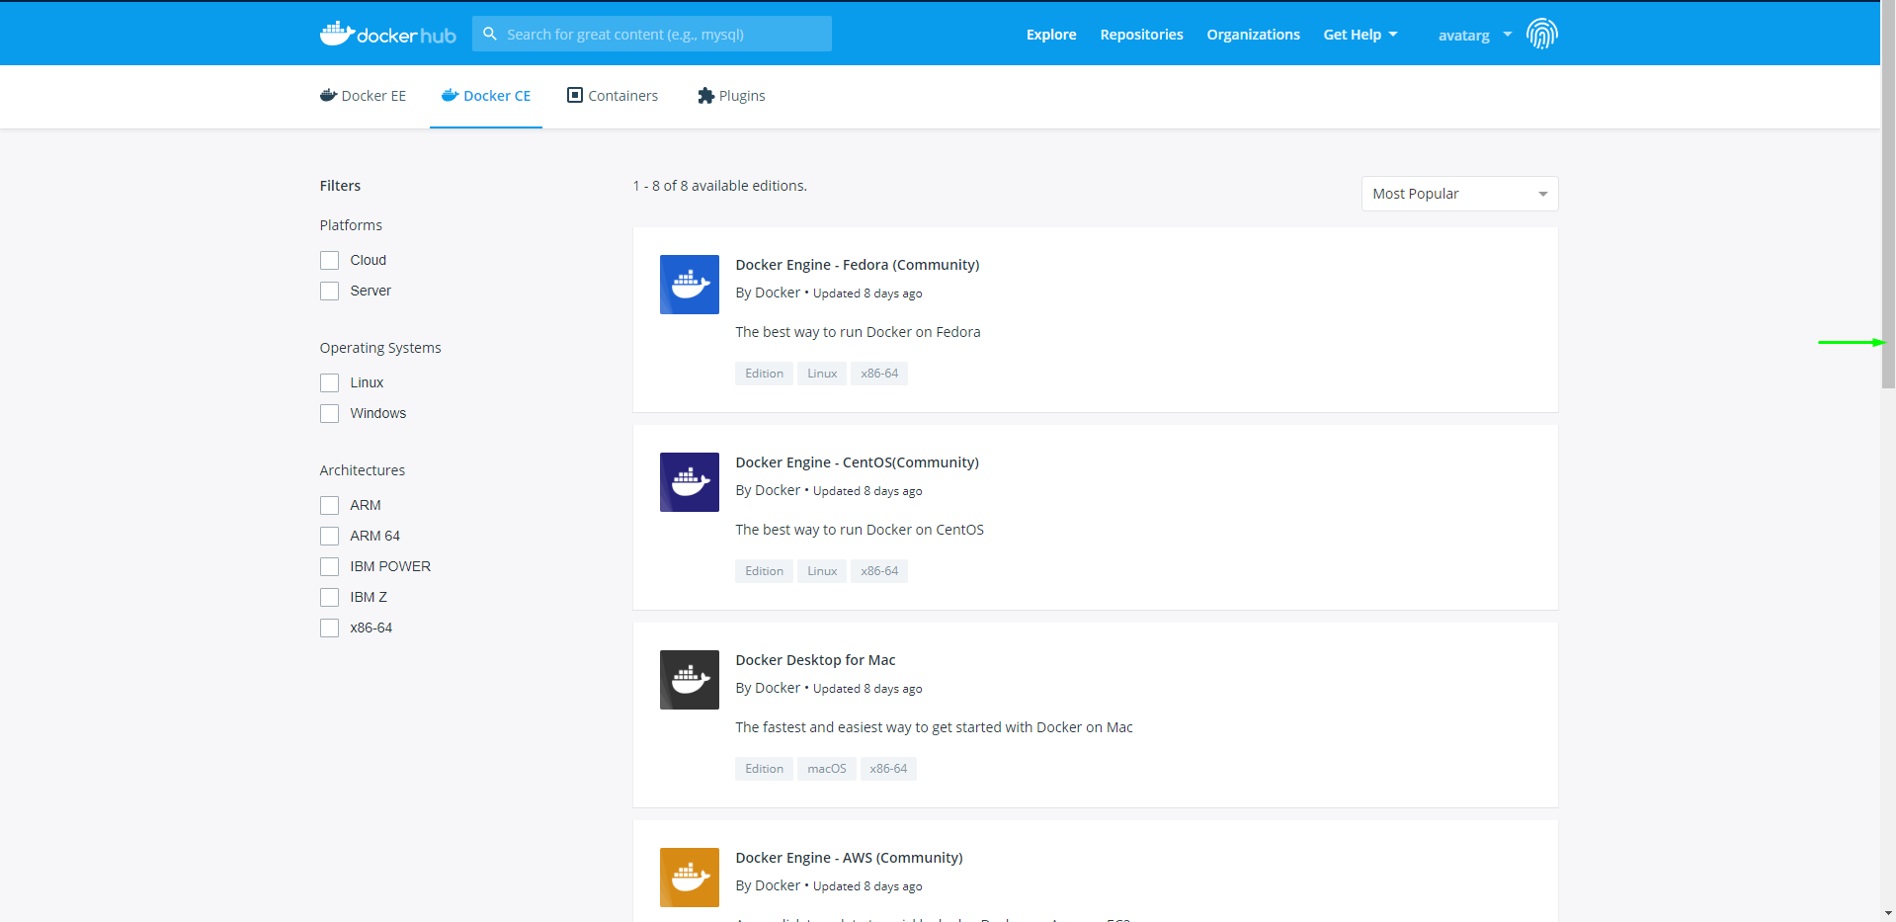 docker hub
Search for great content (e.g., mysql)
Explore
Repositories
Organizations
Get Help
avatarg
Docker EE
Docker CE
Containers
Plugins
Filters
Platforms
Cloud
Server
Operating Systems
Linux
Windows
Architectures
ARM
ARM 64
IBM POWER
IBM Z
x86-64
1 - 8 of 8 available editions.
Most Popular
Docker Engine - Fedora (Community)
By Docker • Updated 8 days ago
The best way to run Docker on Fedora
Edition Linux x86-64
Docker Engine - CentOS(Community)
By Docker • Updated 8 days ago
The best way to run Docker on CentOS
Edition Linux x86-64
Docker Desktop for Mac
By Docker • Updated 8 days ago
The fastest and easiest way to get started with Docker on Mac
Edition macOS x86-64
Docker Engine - AWS (Community)
By Docker • Updated 8 days ago